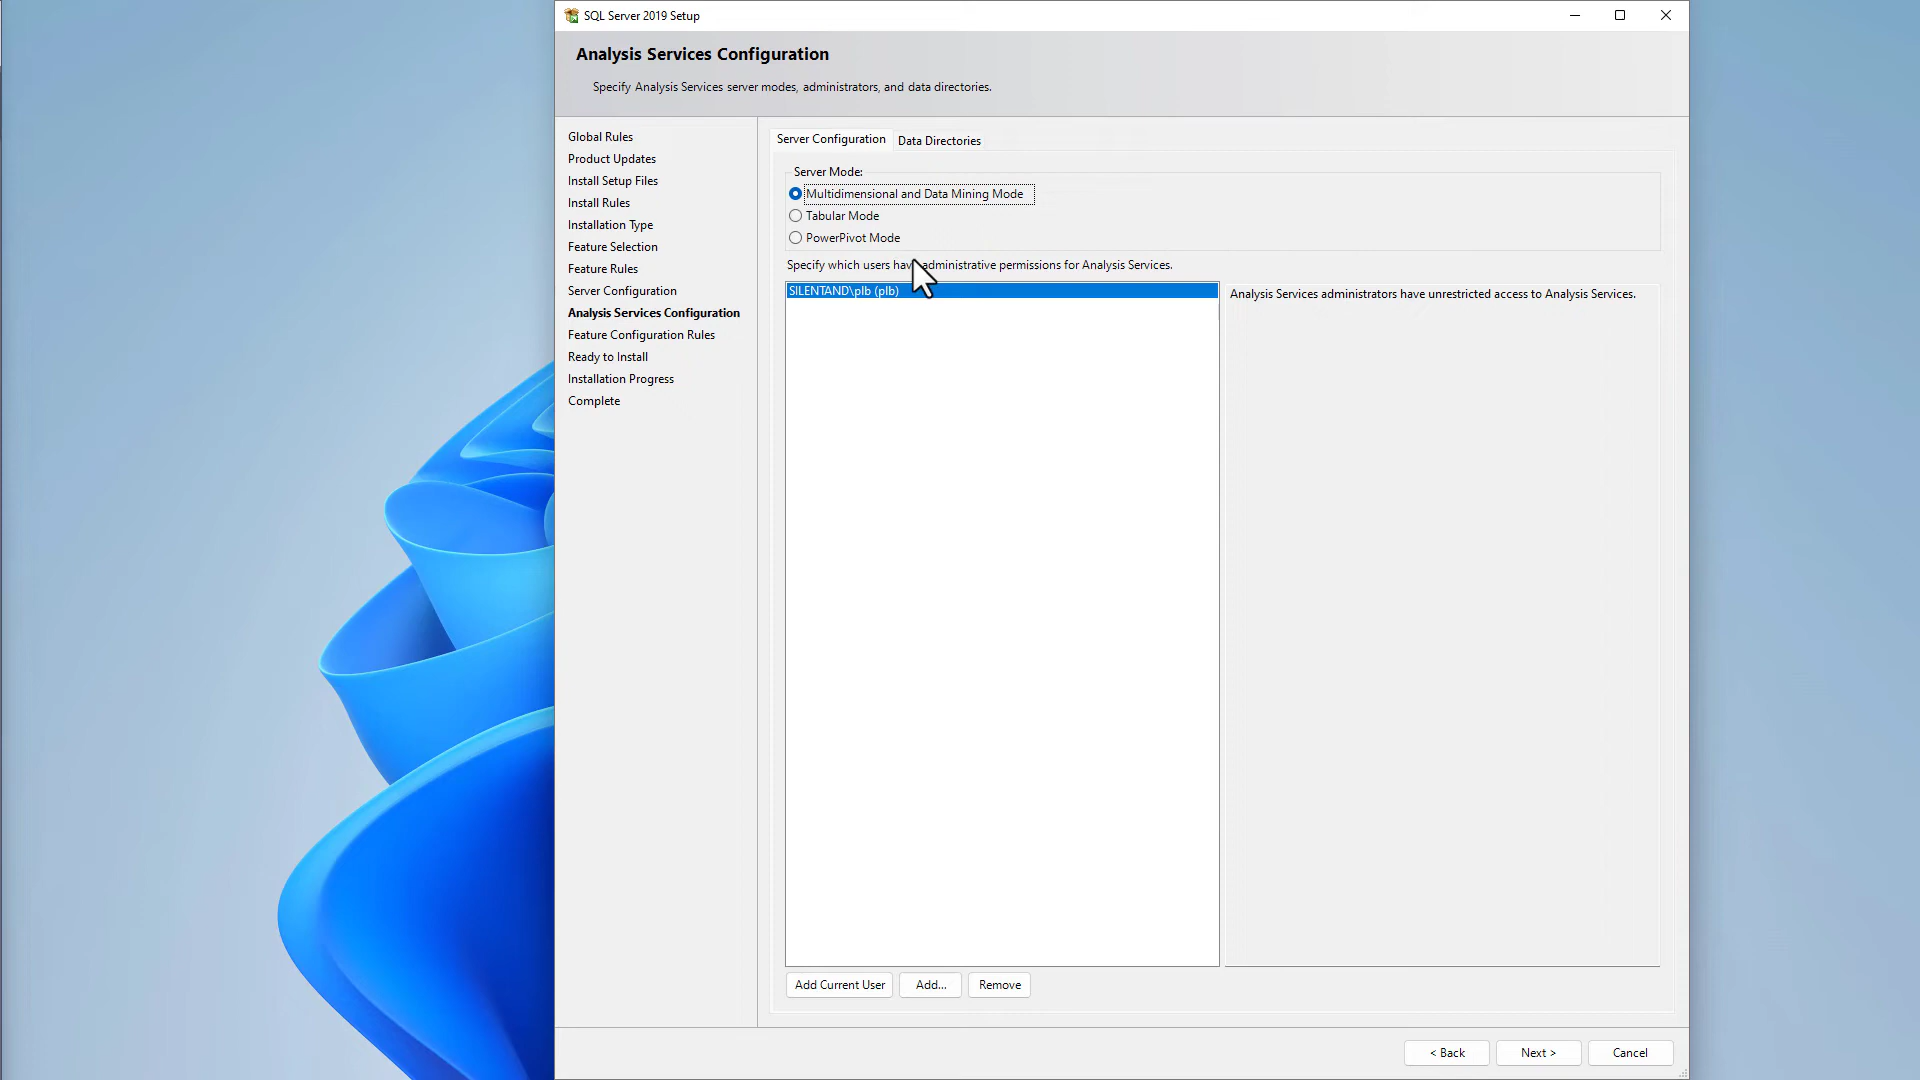 SQL Server 2019 Setup
Analysis Services Configuration
Specify Analysis Services server modes, administrators, and data directories.
Global Rules
Product Updates
Install Setup Files
Install Rules
Installation Type
Feature Selection
Feature Rules
Server Configuration
Analysis Services Configuration
Feature Configuration Rules
Ready to Install
Installation Progress
Complete
Server Configuration
Data Directories
Server Mode:
Multidimensional and Data Mining Mode
Tabular Mode
PowerPivot Mode
Specify which users have administrative permissions for Analysis Services.
SILENTAND\plb (plb)
Analysis Services administrators have unrestricted access to Analysis Services.
Add Current User
Add...
Remove
< Back
Next >
Cancel